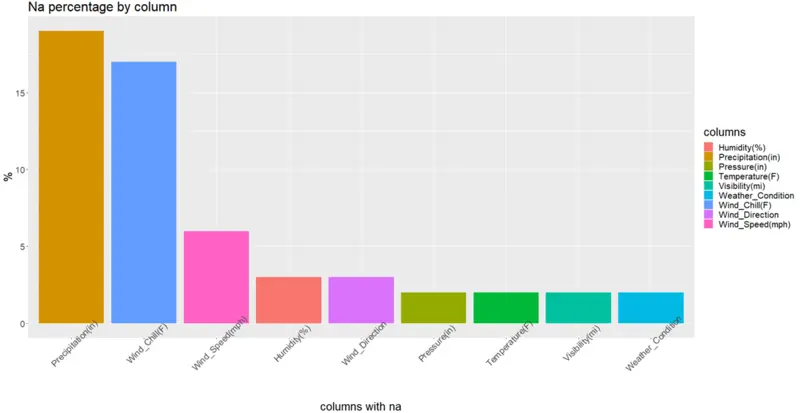 Na percentage by column
%
15
10
5
0
Precipitation(in)
Wind_Chill(F)
Wind_Speed(mph)
Humidity(%)
Wind_Direction
Pressure(in)
Temperature(F)
Visibility(mi)
Weather_Condition
columns with na
columns
Humidity(%)
Precipitation(in)
Pressure(in)
Temperature(F)
Visibility(mi)
Weather_Condition
Wind_Chill(F)
Wind_Direction
Wind_Speed(mph)